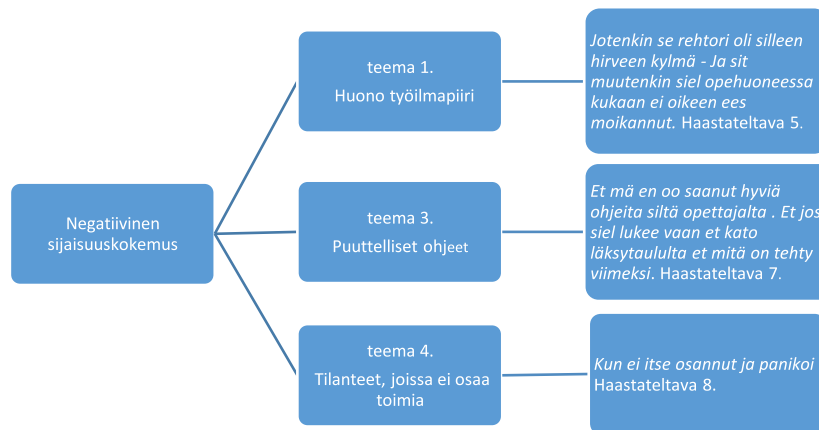 Negatiivinen
sijaisuuskokemus
teema 1.
Huono työilmapiiri
Jotenkin se rehtori oli silleen
hirveen kylmä - Ja sit
muutenkin siel opehuoneessa
kukaan ei oikeen ees
moikannut. Haastateltava 5.
teema 3.
Puuttelliset ohjeet
Et mä en oo saanut hyviä
ohjeita siltä opettajalta . Et jos
siel lukee vaan et kato
läksytaululta et mitä on tehty
viimeksi. Haastateltava 7.
teema 4.
Tilanteet, joissa ei osaa
toimia
Kun ei itse osannut ja panikoi
Haastateltava 8.